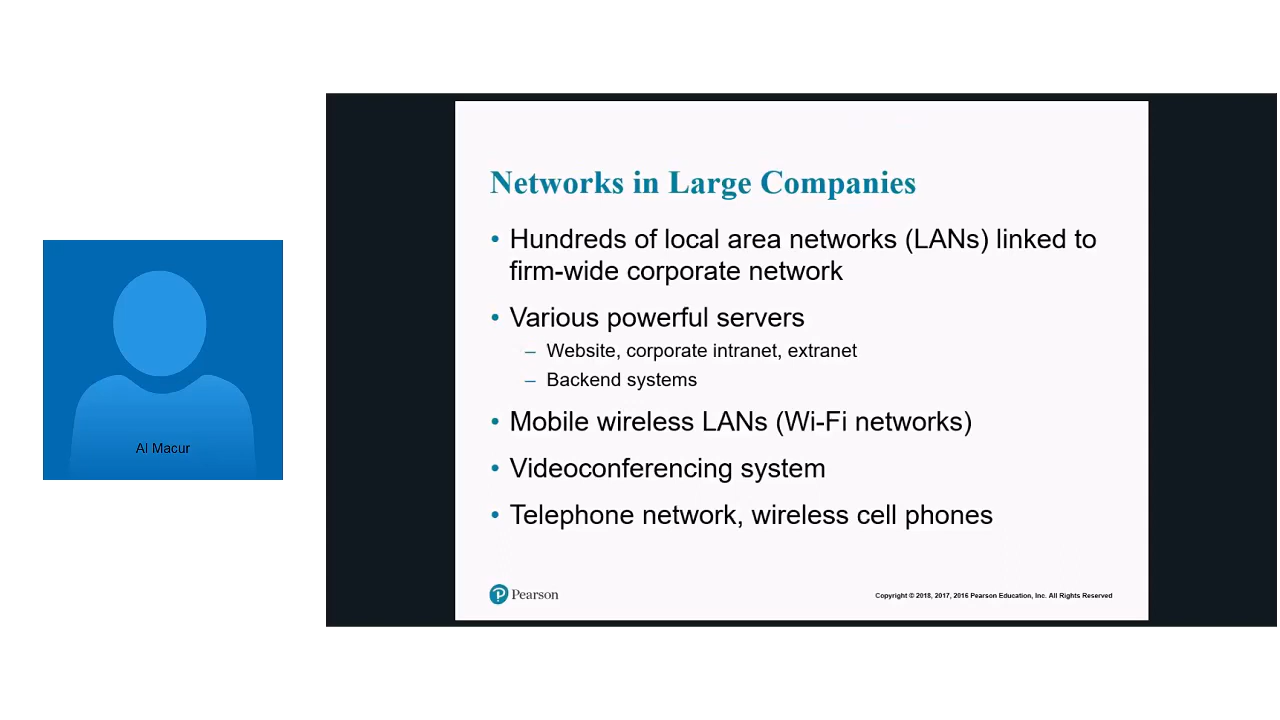 Al Macur
Networks in Large Companies
• Hundreds of local area networks (LANs) linked to
firm-wide corporate network
• Various powerful servers
– Website, corporate intranet, extranet
– Backend systems
• Mobile wireless LANs (Wi-Fi networks)
• Videoconferencing system
• Telephone network, wireless cell phones
Pearson
Copyright © 2018, 2017, 2016 Pearson Education, Inc. All Rights Reserved